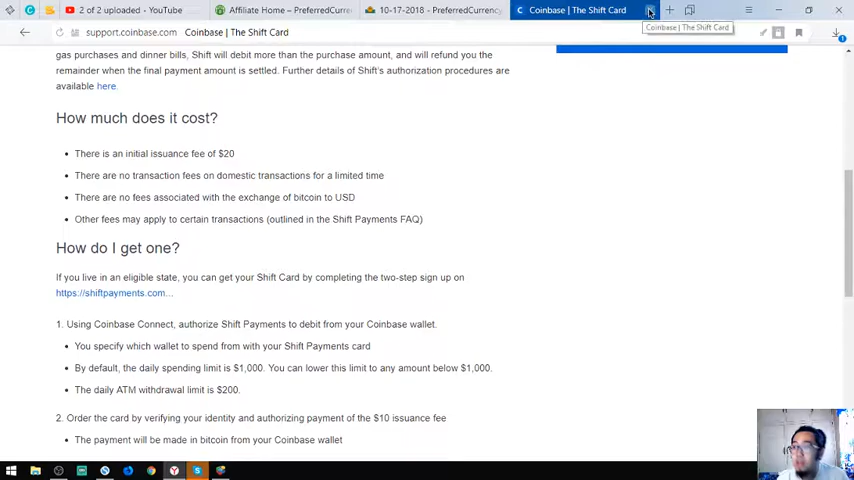 2 of 2 uploaded - YouTube
Affiliate Home – PreferredCurrenc
10-17-2018 - PreferredCurrency
Coinbase | The Shift Card
support.coinbase.com
Coinbase | The Shift Card
Coinbase | The Shift Card
gas purchases and dinner bills, Shift will debit more than the purchase amount, and will refund you
remainder when the final payment amount is settled. Further details of Shift's authorization procedures are
available here.
How much does it cost?
• There is an initial issuance fee of $20
• There are no transaction fees on domestic transactions for a limited time
• There are no fees associated with the exchange of bitcoin to USD
• Other fees may apply to certain transactions (outlined in the Shift Payments FAQ)
How do I get one?
If you live in an eligible state, you can get your Shift Card by completing the two-step sign up on
https://shiftpayments.com...
1. Using Coinbase Connect, authorize Shift Payments to debit from your Coinbase wallet.
• You specify which wallet to spend from with your Shift Payments card
• By default, the daily spending limit is $1,000. You can lower this limit to any amount below $1,000.
• The daily ATM withdrawal limit is $200.
2. Order the card by verifying your identity and authorizing payment of the $10 issuance fee
• The payment will be made in bitcoin from your Coinbase wallet